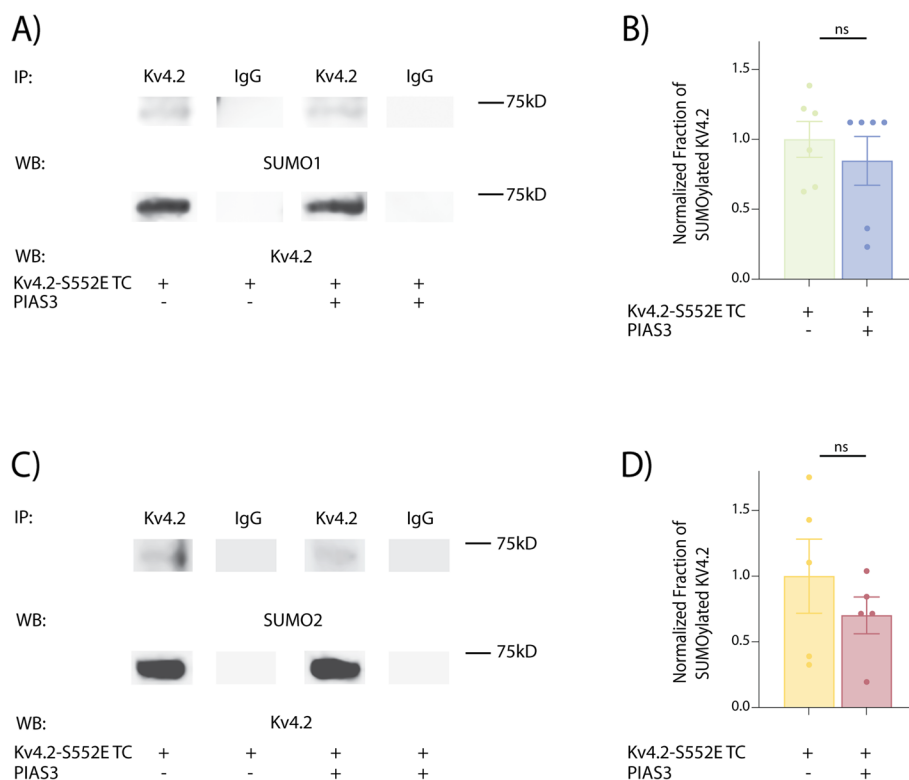 A)
IP: Kv4.2 IgG Kv4.2 IgG
75kD
WB: SUMO1
75kD
WB: Kv4.2
Kv4.2-S552E TC + + + +
PIAS3 - - + +
B)
ns
Normalized Fraction of
SUMOylated KV4.2
1.5
1.0
0.5
0.0
Kv4.2-S552E TC + +
PIAS3 - +
C)
IP: Kv4.2 IgG Kv4.2 IgG
75kD
WB: SUMO2
75kD
WB: Kv4.2
Kv4.2-S552E TC + + + +
PIAS3 - - + +
D)
ns
Normalized Fraction of
SUMOylated KV4.2
1.5
1.0
0.5
0.0
Kv4.2-S552E TC + +
PIAS3 - +